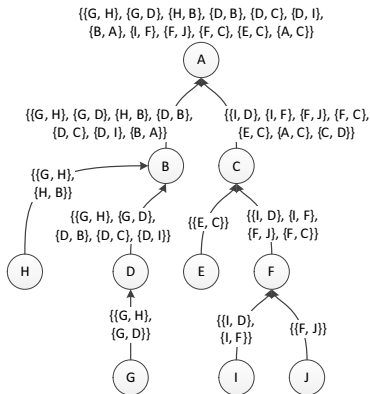 {{G, H}, {G, D}, {H, B}, {D, B}, {D, C}, {D, I},
{B, A}, {I, F}, {F, J}, {F, C}, {E, C}, {A, C}}
A
{{G, H}, {G, D}, {H, B}, {D, B},
{D, C}, {D, I}, {B, A}}
{{I, D}, {I, F}, {F, J}, {F, C},
{E, C}, {A, C}, {C, D}}
B
C
{{G, H},
{H, B}}
{{G, H}, {G, D},
{D, B}, {D, C}, {D, I}}
{{E, C}}
{{I, D}, {I, F},
{F, J}, {F, C}}
H
D
E
F
{{G, H},
{G, D}}
{{I, D},
{I, F}}
{{F, J}}
G
I
J